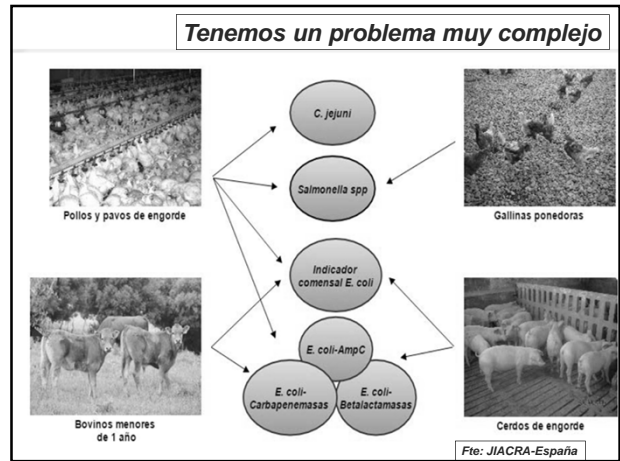 Tenemos un problema muy complejo
C. jejuni
Salmonella spp
Pollos y pavos de engorde
Gallinas ponedoras
Indicador
comensal E. coli
E. coli-AmpC
E. coli-
Carbapenemasas
E. coli-
Betalactamasas
Bovinos menores
de 1 año
Cerdos de engorde
Fte: JIACRA-España